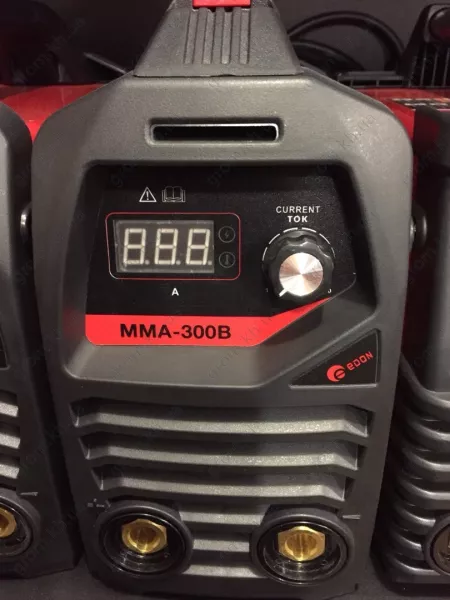 CURRENT
TOK
8.8.8.
A
MMA-300B
EDON